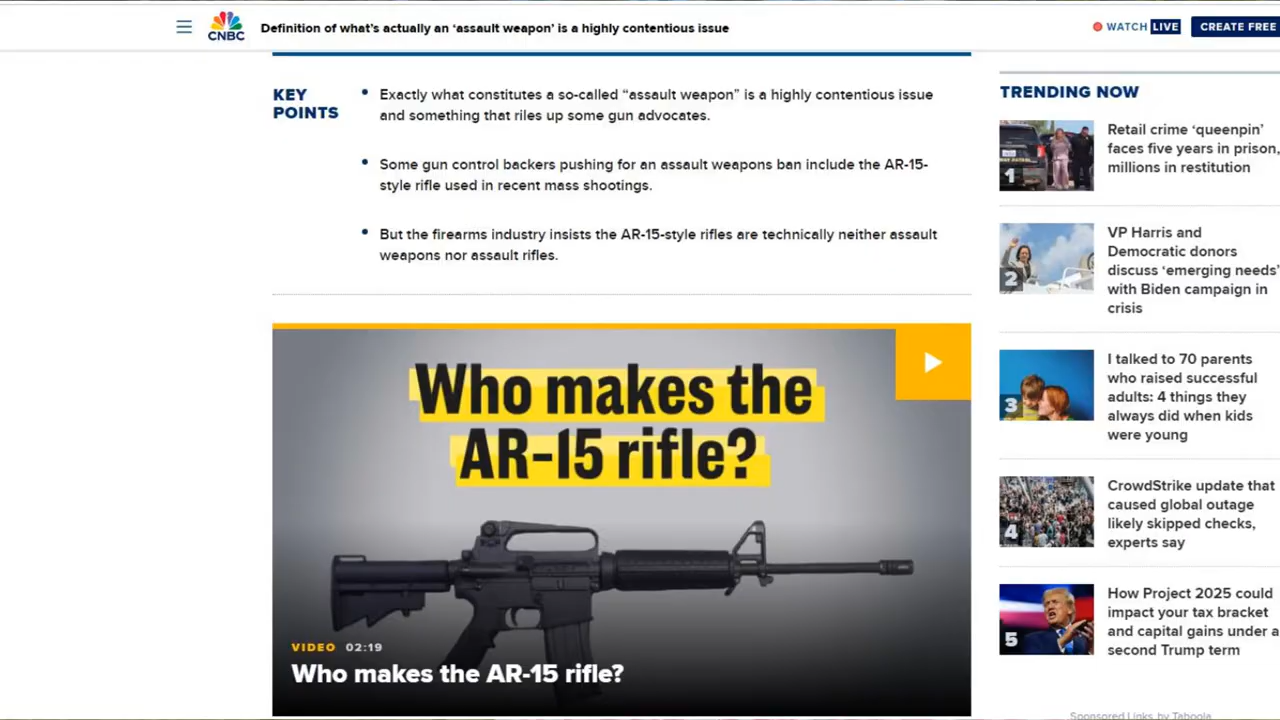 CNBC
Definition of what's actually an ‘assault weapon’ is a highly contentious issue
WATCH LIVE
CREATE FREE
KEY
POINTS
Exactly what constitutes a so-called “assault weapon” is a highly contentious issue
and something that riles up some gun advocates.
Some gun control backers pushing for an assault weapons ban include the AR-15-
style rifle used in recent mass shootings.
But the firearms industry insists the AR-15-style rifles are technically neither assault
weapons nor assault rifles.
Who makes the
AR-15 rifle?
VIDEO 02:19
Who makes the AR-15 rifle?
TRENDING NOW
1
Retail crime ‘queenpin’
faces five years in prison,
millions in restitution
2
VP Harris and
Democratic donors
discuss ‘emerging needs’
with Biden campaign in
crisis
3
I talked to 70 parents
who raised successful
adults: 4 things they
always did when kids
were young
4
CrowdStrike update that
caused global outage
likely skipped checks,
experts say
5
How Project 2025 could
impact your tax bracket
and capital gains under a
second Trump term
Sponsored Links by Taboola